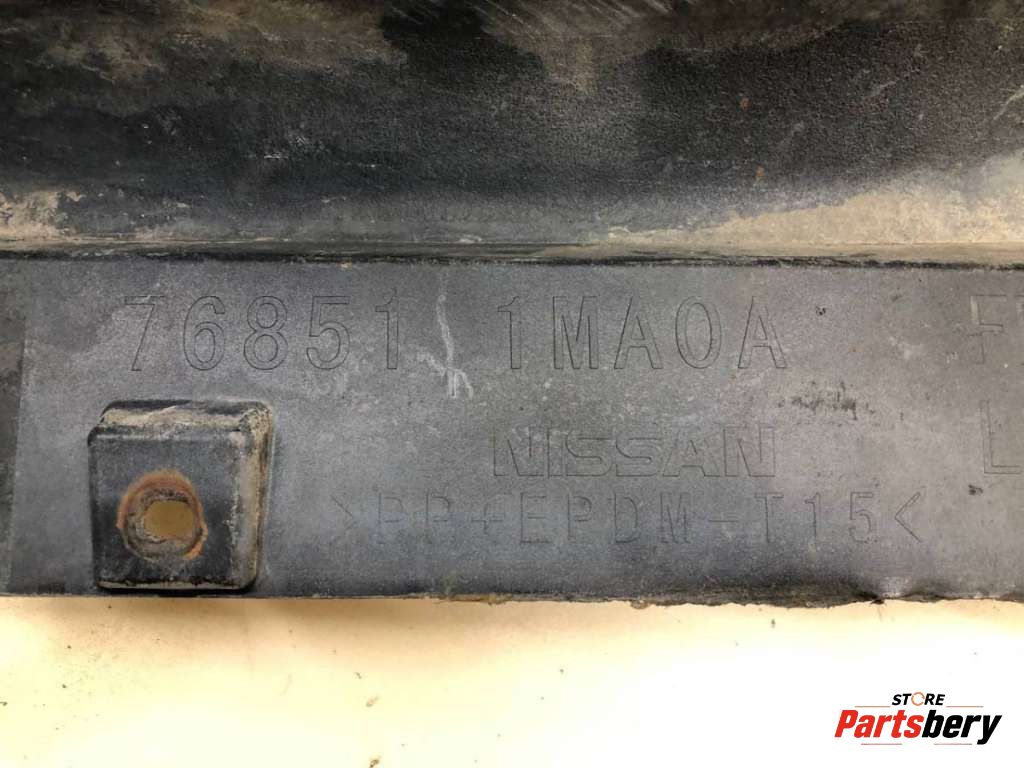 76851 1MA0A
NISSAN
>PP+EPDM-T15<
STORE
Partsbery